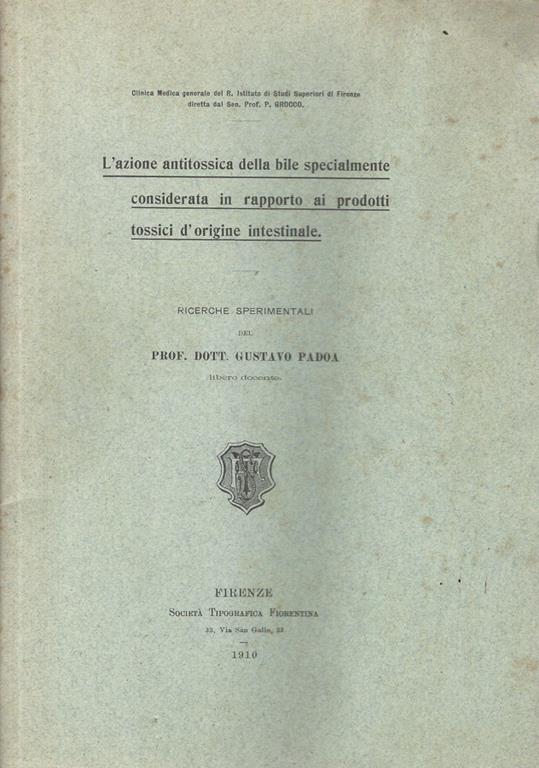 Clinica Medica generale del R. Istituto di Studi Superiori di Firenze
diretta dal Sen. Prof. P. GROCCO.
L'azione antitossica della bile specialmente
considerata in rapporto ai prodotti
tossici d'origine intestinale.
RICERCHE SPERIMENTALI
DEL
PROF. DOTT. GUSTAVO PADOA
libero docente.
FIRENZE
SOCIETÀ TIPOGRAFICA FIORENTINA
33, Via San Gallo, 33
1910